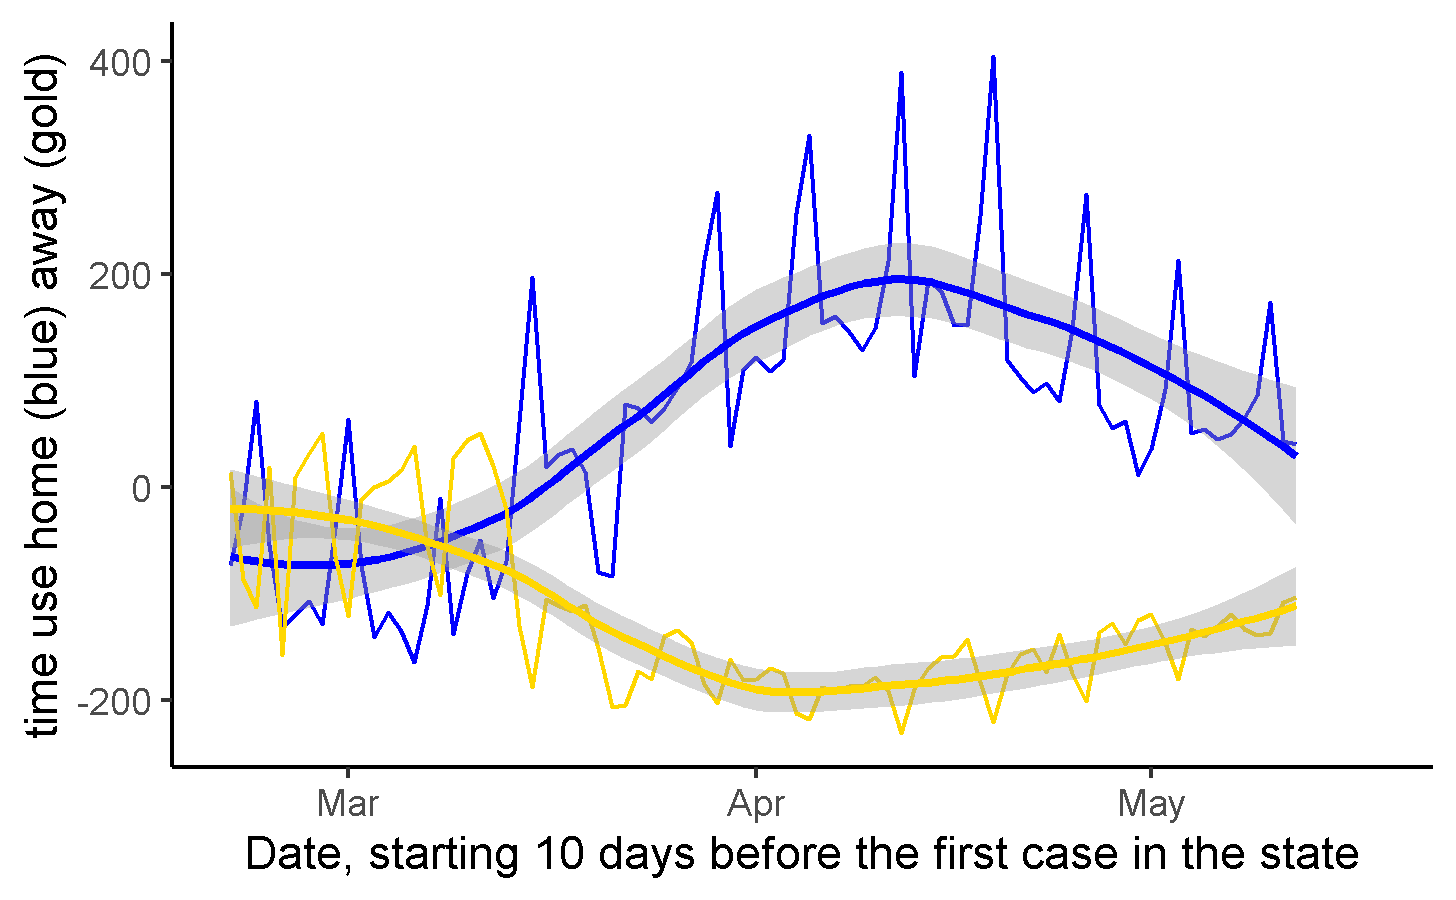 time use home (blue) away (gold)
400
200
0
-200
Mar Apr May
Date, starting 10 days before the first case in the state